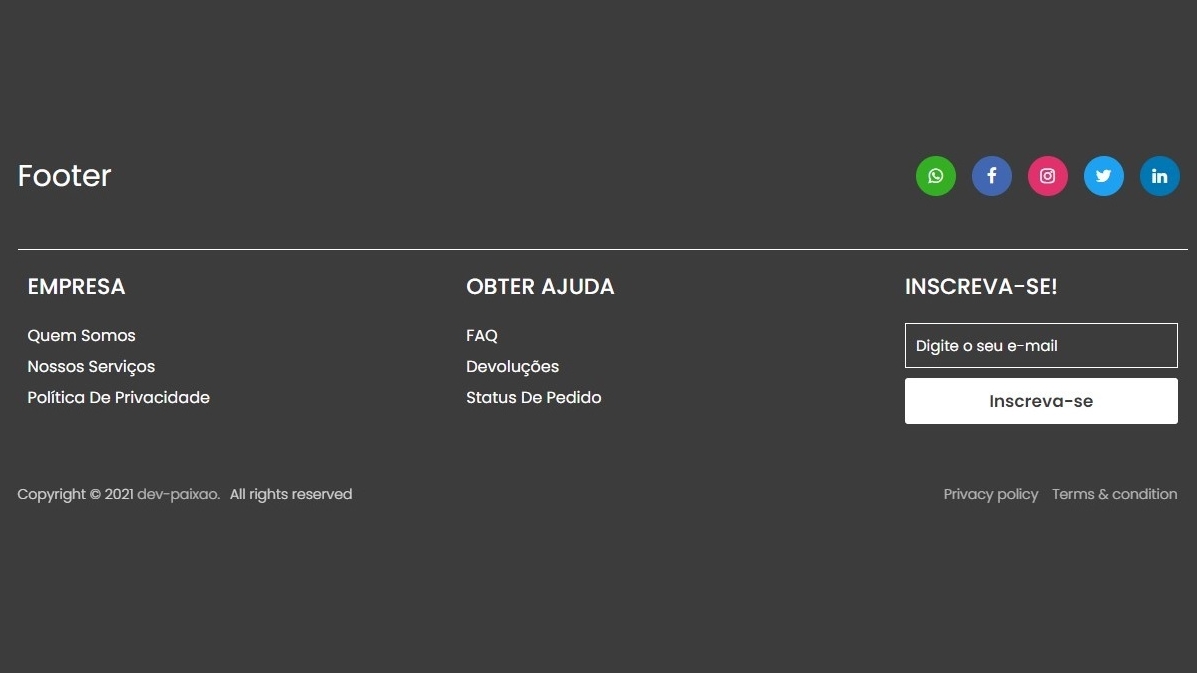 Footer
EMPRESA
Quem Somos
Nossos Serviços
Política De Privacidade
OBTER AJUDA
FAQ
Devoluções
Status De Pedido
INSCREVA-SE!
Digite o seu e-mail
Inscreva-se
Copyright © 2021 dev-paixao. All rights reserved
Privacy policy Terms & condition